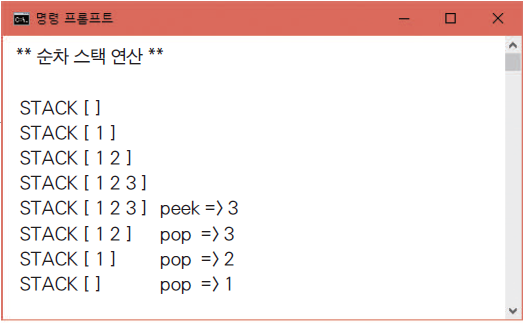 명령 프롬프트
** 순차 스택 연산 **
STACK [ ]
STACK [ 1 ]
STACK [ 1 2 ]
STACK [ 1 2 3 ]
STACK [ 1 2 3 ] peek => 3
STACK [ 1 2 ] pop => 3
STACK [ 1 ] pop => 2
STACK [ ] pop => 1